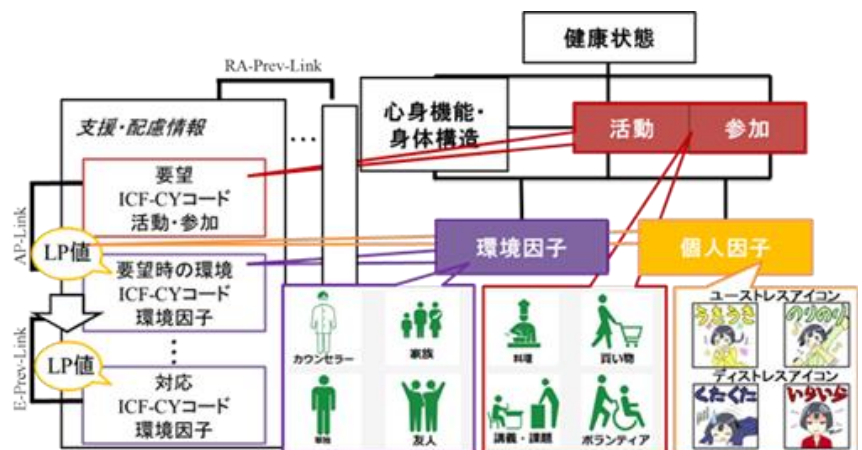 健康状態
RA-Prev-Link
支援・配慮情報
…
心身機能・
身体構造
活動
参加
要望
ICF-CYコード
活動・参加
AP-Link
LP値
環境因子
個人因子
要望時の環境
ICF-CYコード
環境因子
E-Prev-Link
LP値
対応
ICF-CYコード
環境因子
カウンセラー
家族
友人
料理
買い物
講義・課題
ボランティア
ユーストレスアイコン
うきうき
のりのり
ディストレスアイコン
くたくた
いらいら